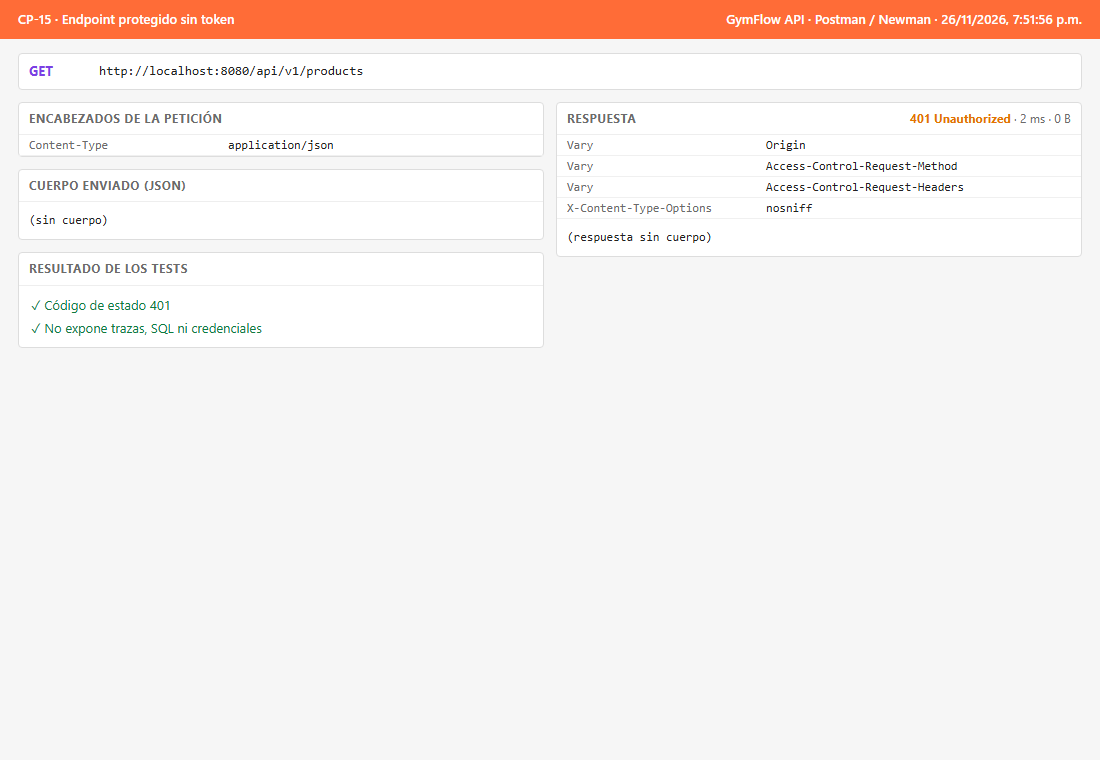 CP-15 · Endpoint protegido sin token
GymFlow API · Postman / Newman · 26/11/2026, 7:51:56 p.m.
GET http://localhost:8080/api/v1/products
ENCABEZADOS DE LA PETICIÓN
Content-Type application/json
CUERPO ENVIADO (JSON)
(sin cuerpo)
RESULTADO DE LOS TESTS
✓ Código de estado 401
✓ No expone trazas, SQL ni credenciales
RESPUESTA 401 Unauthorized · 2 ms · 0 B
Vary Origin
Vary Access-Control-Request-Method
Vary Access-Control-Request-Headers
X-Content-Type-Options nosniff
(respuesta sin cuerpo)